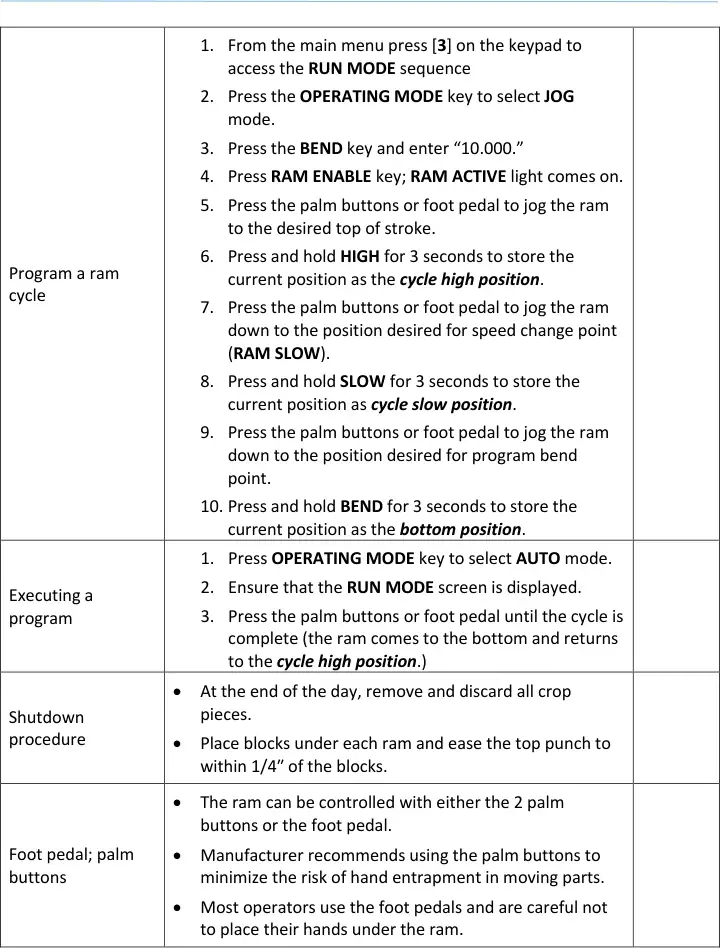 Program a ram
cycle
1. From the main menu press [3] on the keypad to
access the RUN MODE sequence
2. Press the OPERATING MODE key to select JOG
mode.
3. Press the BEND key and enter “10.000.”
4. Press RAM ENABLE key; RAM ACTIVE light comes on.
5. Press the palm buttons or foot pedal to jog the ram
to the desired top of stroke.
6. Press and hold HIGH for 3 seconds to store the
current position as the cycle high position.
7. Press the palm buttons or foot pedal to jog the ram
down to the position desired for speed change point
(RAM SLOW).
8. Press and hold SLOW for 3 seconds to store the
current position as cycle slow position.
9. Press the palm buttons or foot pedal to jog the ram
down to the position desired for program bend
point.
10. Press and hold BEND for 3 seconds to store the
current position as the bottom position.
Executing a
program
1. Press OPERATING MODE key to select AUTO mode.
2. Ensure that the RUN MODE screen is displayed.
3. Press the palm buttons or foot pedal until the cycle is
complete (the ram comes to the bottom and returns
to the cycle high position.)
Shutdown
procedure
• At the end of the day, remove and discard all crop
pieces.
• Place blocks under each ram and ease the top punch to
within 1/4” of the blocks.
Foot pedal; palm
buttons
• The ram can be controlled with either the 2 palm
buttons or the foot pedal.
• Manufacturer recommends using the palm buttons to
minimize the risk of hand entrapment in moving parts.
• Most operators use the foot pedals and are careful not
to place their hands under the ram.